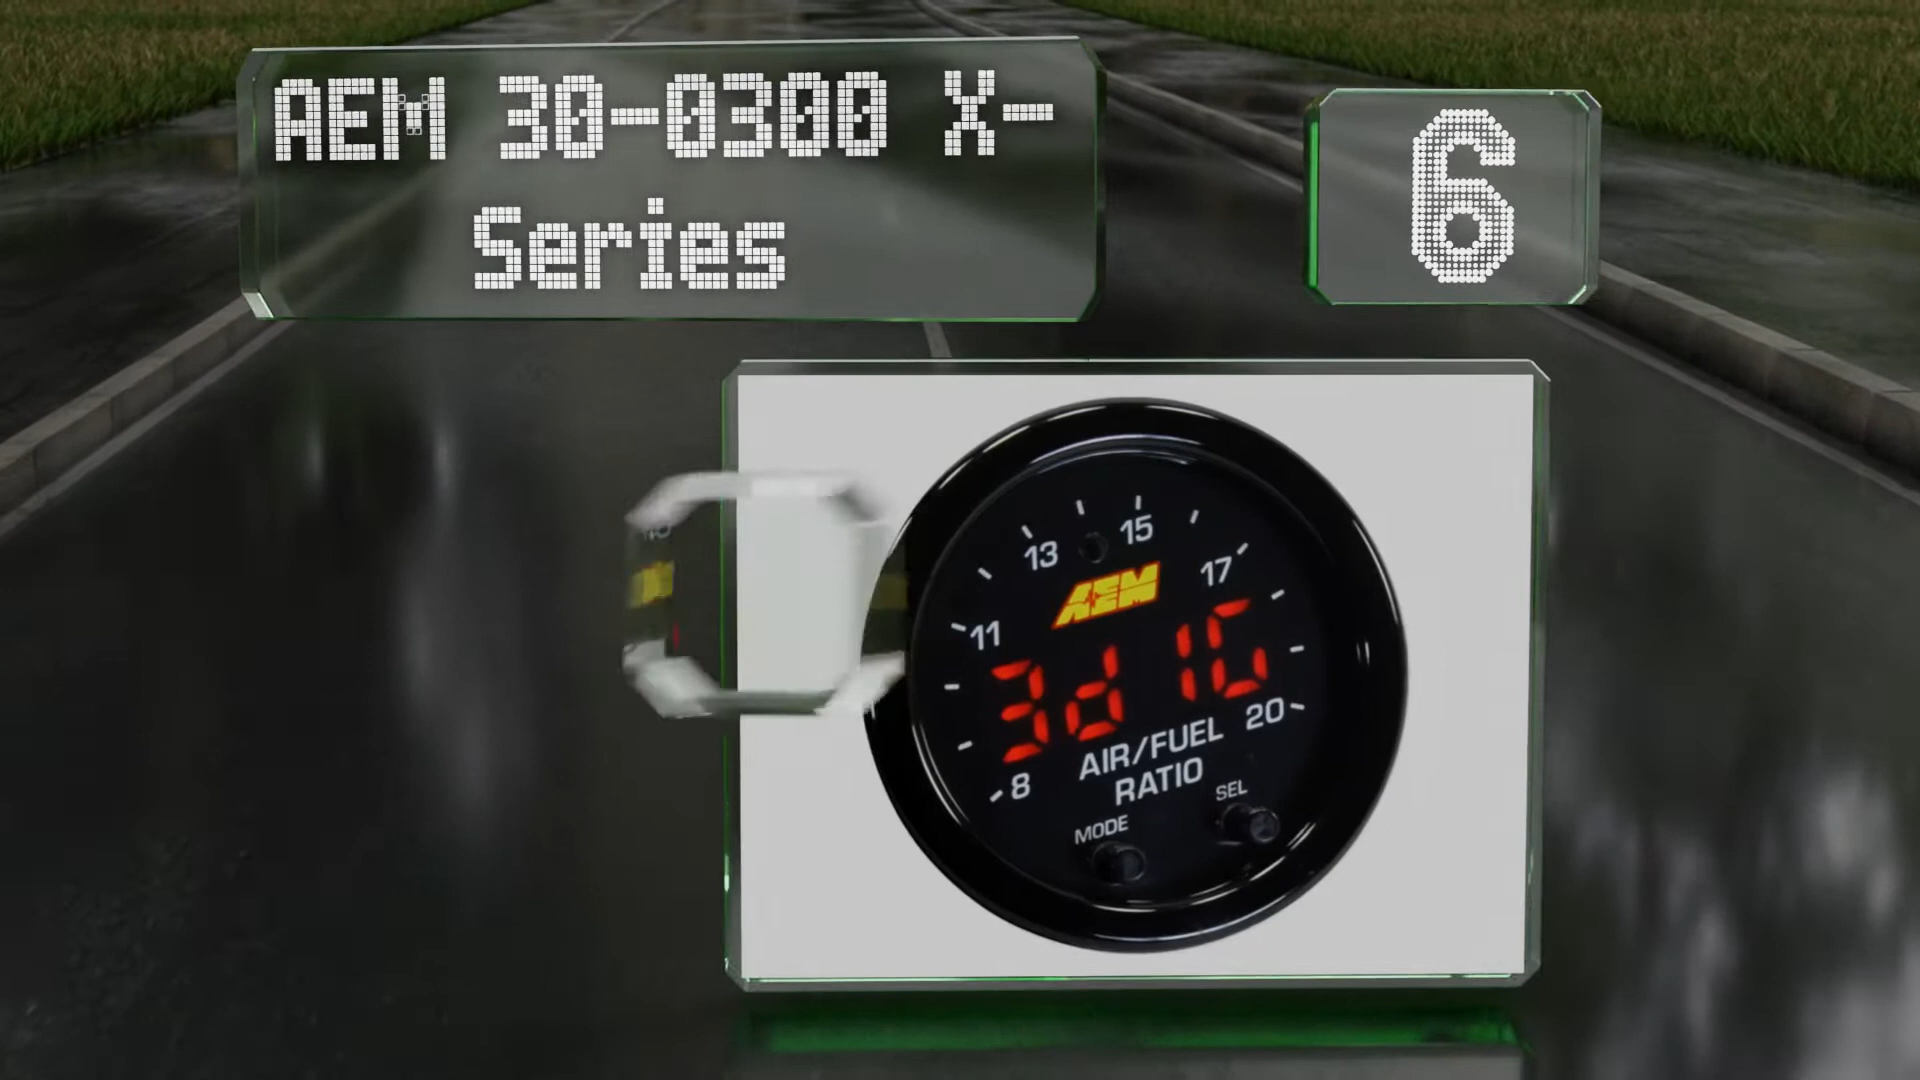 AEM 30-0300 X-
Series
6
13
15
17
11
AEM
3d 1G
8
20
AIR/FUEL
RATIO
MODE
SEL